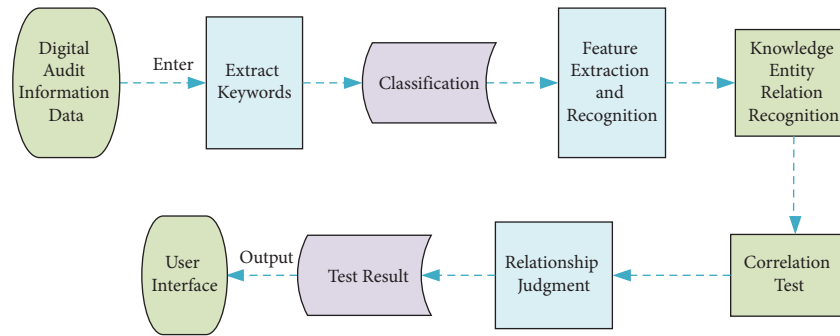 Digital
Audit
Information
Data
Enter
Extract
Keywords
Classification
Feature
Extraction
and
Recognition
Knowledge
Entity
Relation
Recognition
User
Interface
Output
Test Result
Relationship
Judgment
Correlation
Test